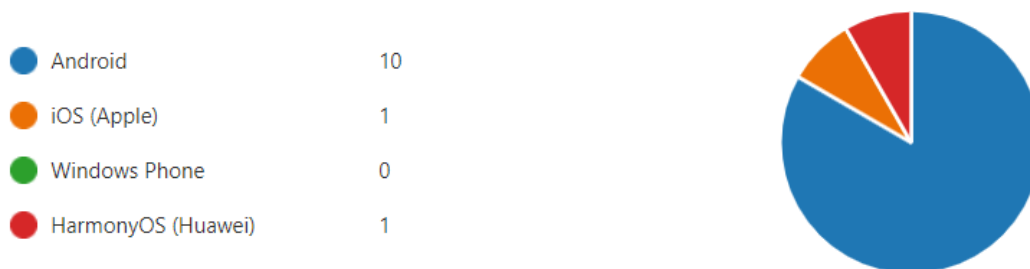 Android 10
iOS (Apple) 1
Windows Phone 0
HarmonyOS (Huawei) 1